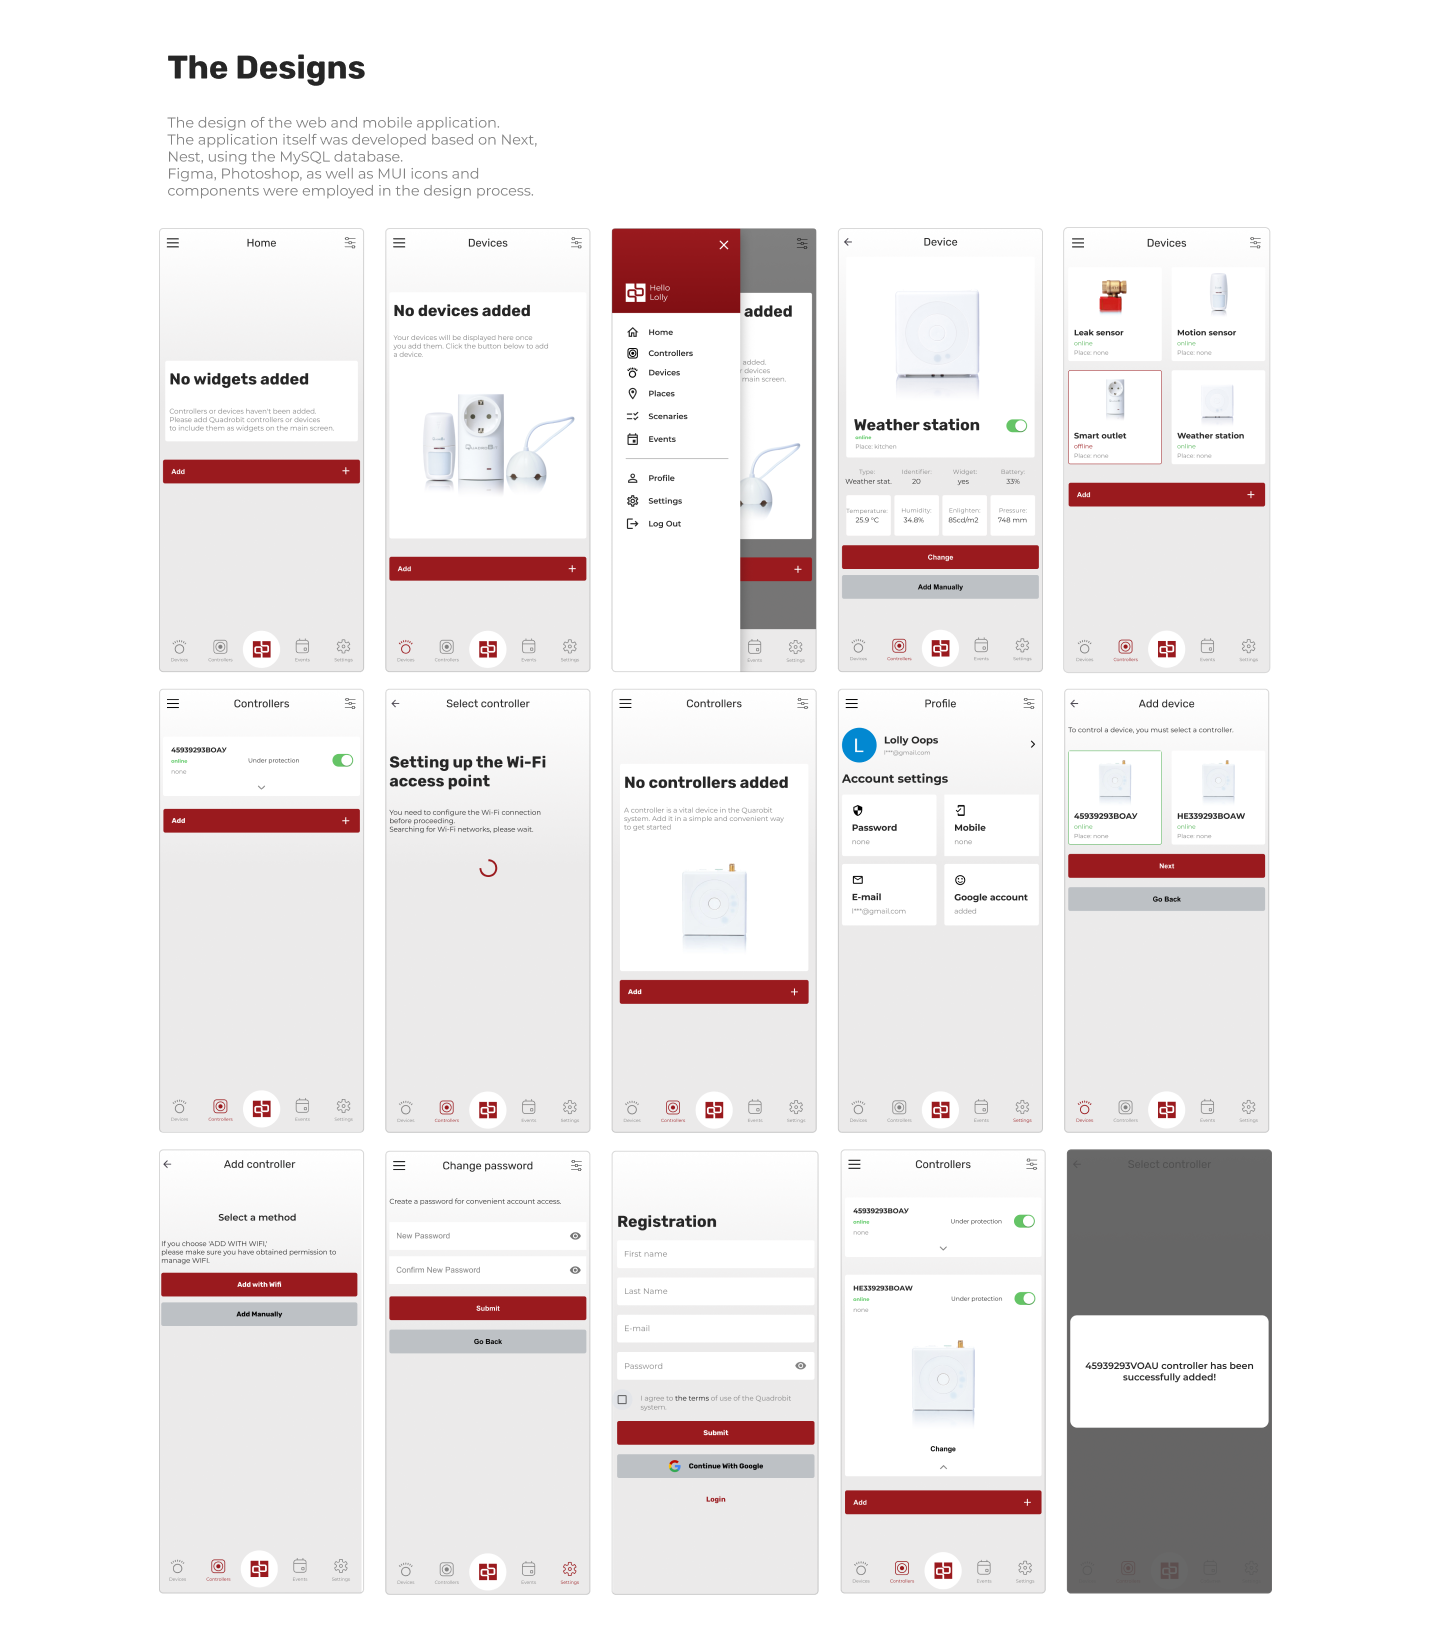 The Designs
The design of the web and mobile application.
The application itself was developed based on Next,
Nest, using the MySQL database.
Figma, Photoshop, as well as MUI icons and
components were employed in the design process.
Home
No widgets added
Controllers or devices haven't been added.
Please add Quadrobit controllers or devices
to include them as widgets on the main screen.
Add
Devices
Controllers
Events
Settings
Devices
No devices added
Your devices will be displayed here once
you add them. Click the button below to add
a device.
QUADROBIT
Add
Devices
Controllers
Events
Settings
Hello
Lolly
Home
Controllers
Devices
Places
Scenaries
Events
Profile
Settings
Log Out
added
added.
r devices
main screen.
Events
Settings
Device
Weather station
online
Place: kitchen
Type:
Weather stat.
Identifier:
20
Widget:
yes
Battery:
33%
Temperature:
25.9 °C
Humidity:
34.8%
Enlighten:
85cd/m2
Pressure:
748 mm
Change
Add Manually
Devices
Controllers
Events
Settings
Devices
Leak sensor
online
Place: none
Motion sensor
online
Place: none
Smart outlet
offline
Place: none
Weather station
online
Place: none
Add
Devices
Controllers
Events
Settings
Controllers
45939293BOAY
online
none
Under protection
Add
Devices
Controllers
Events
Settings
Select controller
Setting up the Wi-Fi
access point
You need to configure the Wi-Fi connection
before proceeding.
Searching for Wi-Fi networks, please wait.
Devices
Controllers
Events
Settings
Controllers
No controllers added
A controller is a vital device in the Quarobit
system. Add it in a simple and convenient way
to get started
Add
Devices
Controllers
Events
Settings
Profile
L
Lolly Oops
l***@gmail.com
Account settings
Password
none
Mobile
none
E-mail
l***@gmail.com
Google account
added
Devices
Controllers
Events
Settings
Add device
To control a device, you must select a controller.
45939293BOAY
online
Place: none
HE339293BOAW
online
Place: none
Next
Go Back
Devices
Controllers
Events
Settings
Add controller
Select a method
If you choose 'ADD WITH WIFI,'
please make sure you have obtained permission to
manage WIFI.
Add with Wifi
Add Manually
Devices
Controllers
Events
Settings
Change password
Create a password for convenient account access.
New Password
Confirm New Password
Submit
Go Back
Devices
Controllers
Events
Settings
Registration
First name
Last Name
E-mail
Password
I agree to the terms of use of the Quadrobit
system.
Submit
Continue With Google
Login
Controllers
45939293BOAY
online
none
Under protection
HE339293BOAW
online
none
Under protection
Change
Add
Devices
Controllers
Events
Settings
Select controller
45939293VOAU controller has been
successfully added!